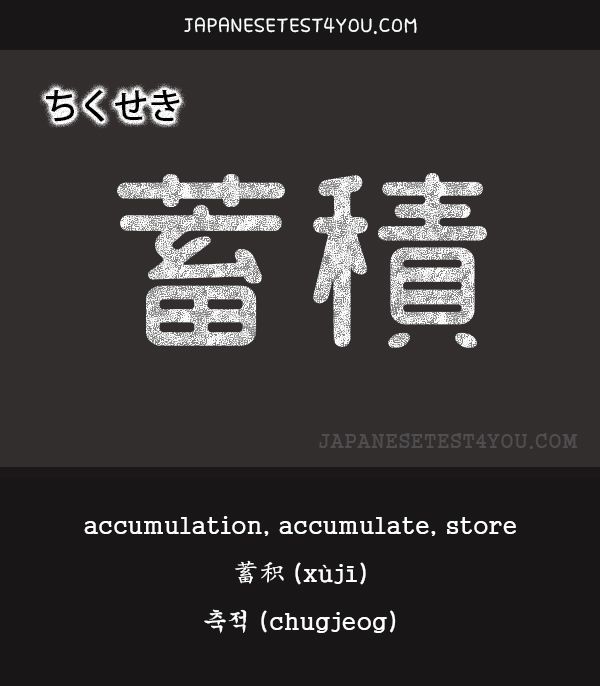 JAPANESETEST4YOU.COM
ちくせき
蓄積
JAPANESETEST4YOU.COM
accumulation, accumulate, store
蓄积 (xùjī)
축적 (chugjeog)